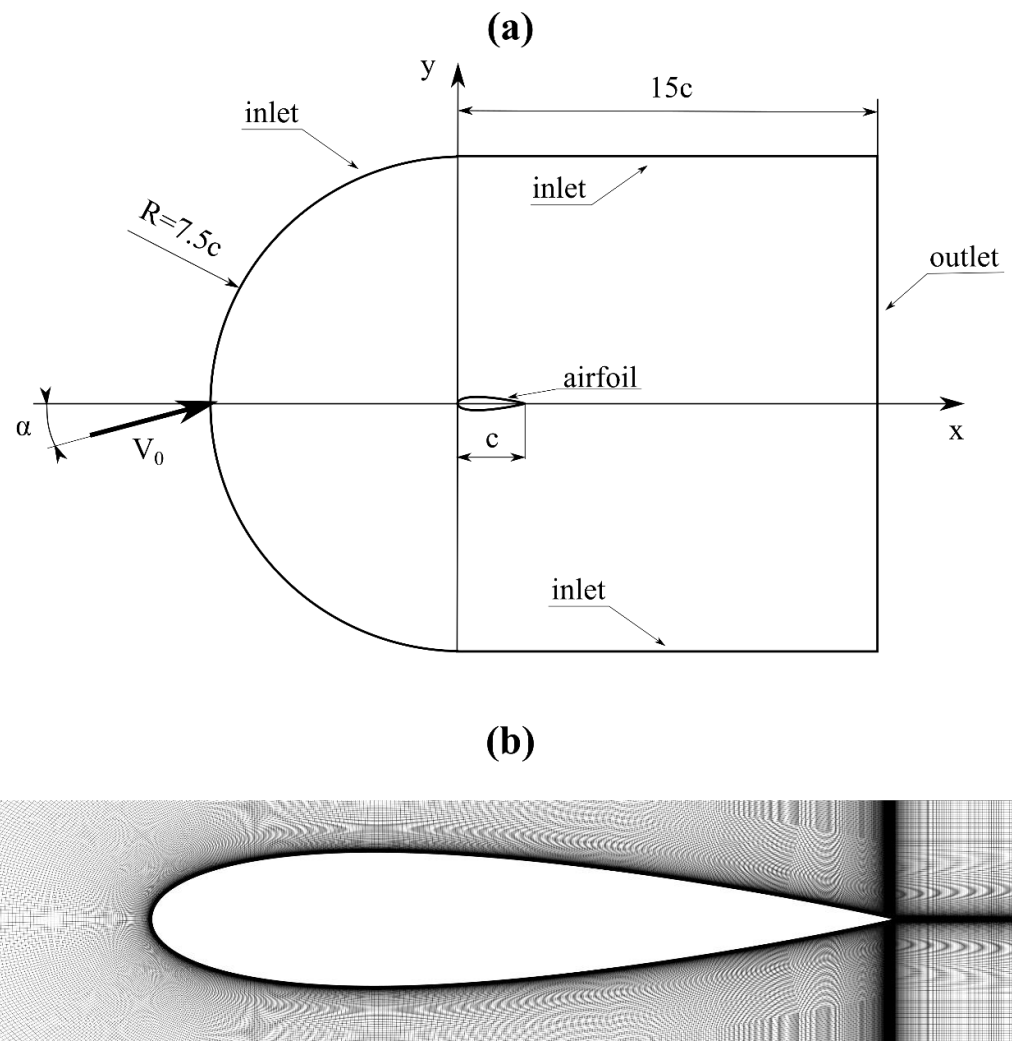 (a)
y
15c
inlet
inlet
R=7.5c
outlet
airfoil
α
V₀
c
x
inlet
(b)